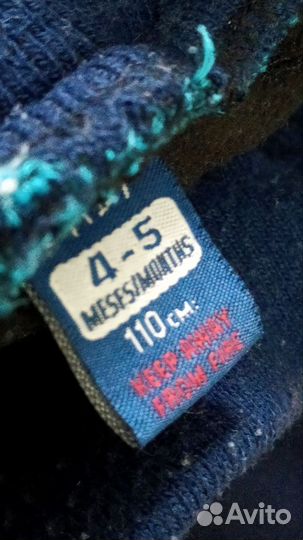 4-5
MESES/MONTHS
110 CM.
KEEP AWAY
FROM FIRE
Avito